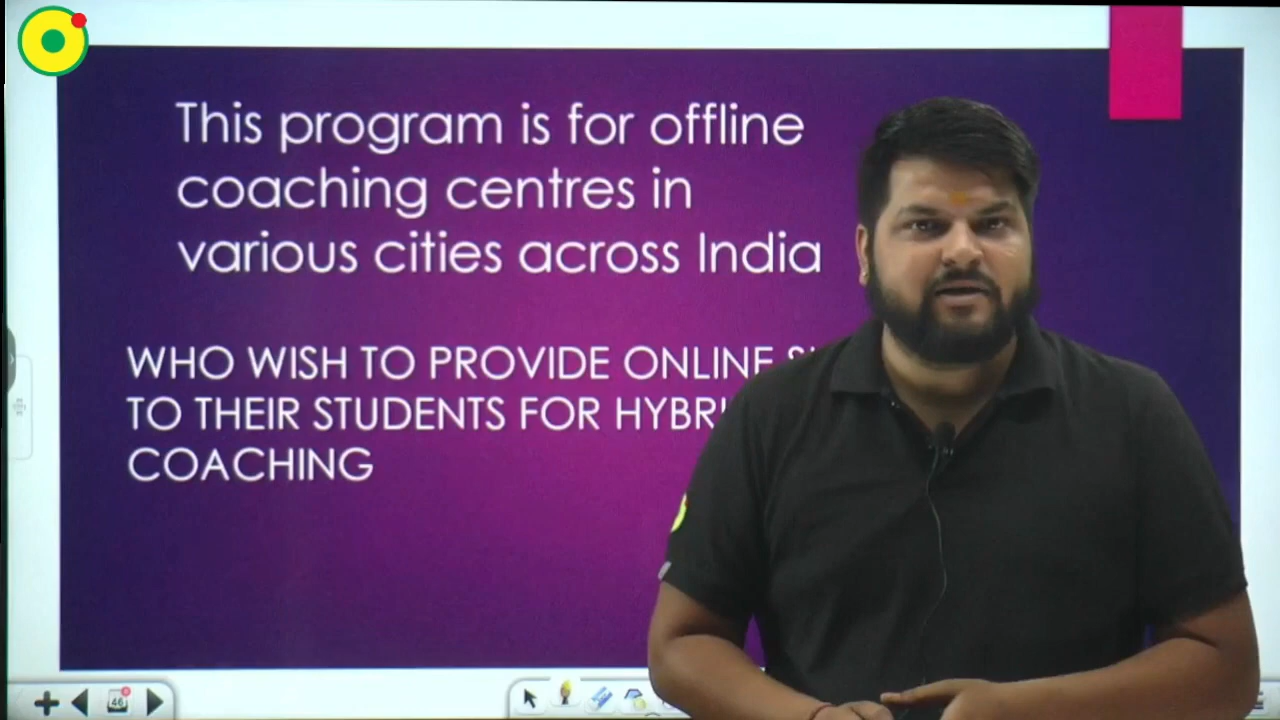 This program is for offline
coaching centres in
various cities across India
WHO WISH TO PROVIDE ONLINE
TO THEIR STUDENTS FOR
COACHING
46